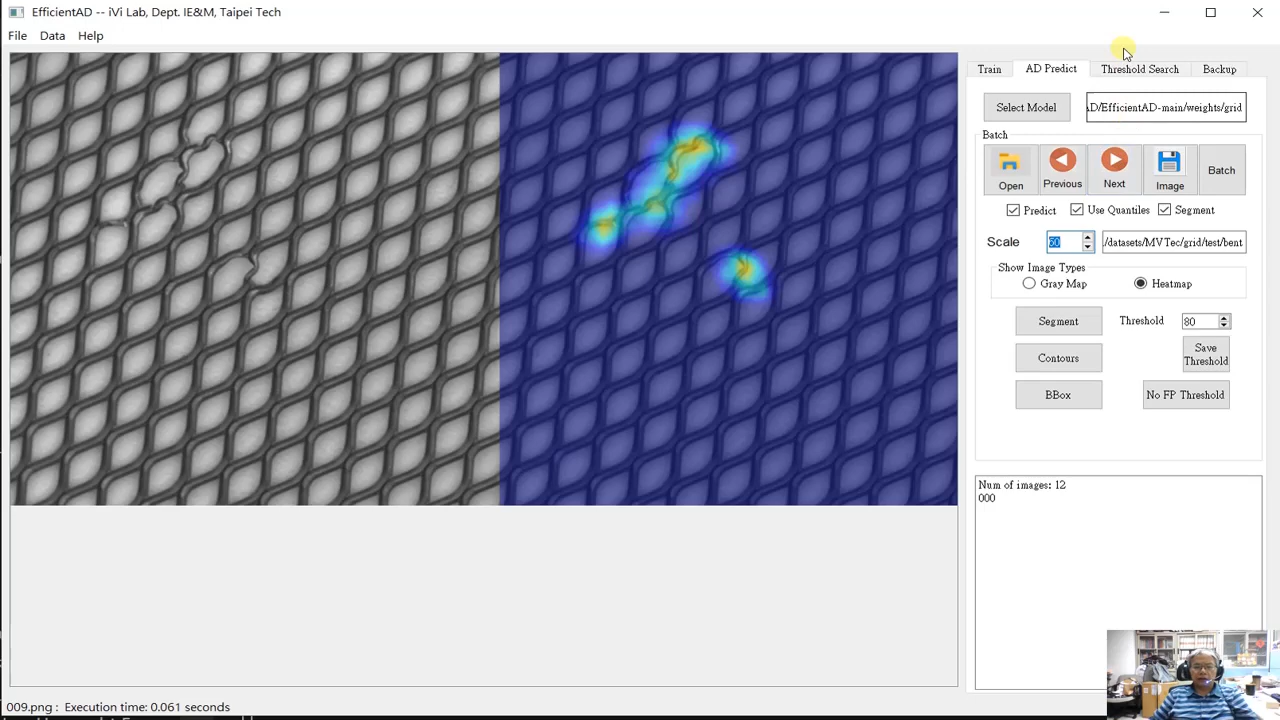 EfficientAD -- iVi Lab, Dept. IE&M, Taipei Tech
File Data Help
Train AD Predict Threshold Search Backup
Select Model
AD/EfficientAD-main/weights/grid
Batch
Open Previous Next Image Batch
Predict Use Quantiles Segment
Scale 60 /datasets/MVTec/grid/test/bent
Show Image Types
Gray Map Heatmap
Segment Threshold 80
Contours Save Threshold
BBox No FP Threshold
Num of images: 12
000
009.png : Execution time: 0.061 seconds